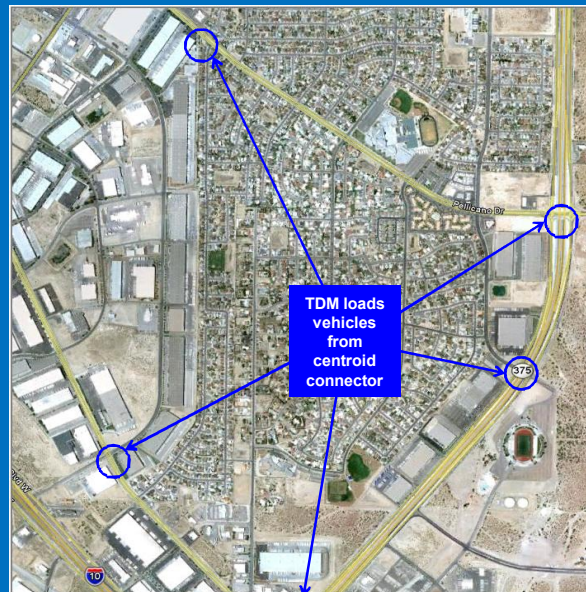 Pellicano Dr
TDM loads
vehicles
from
centroid
connector
375
10